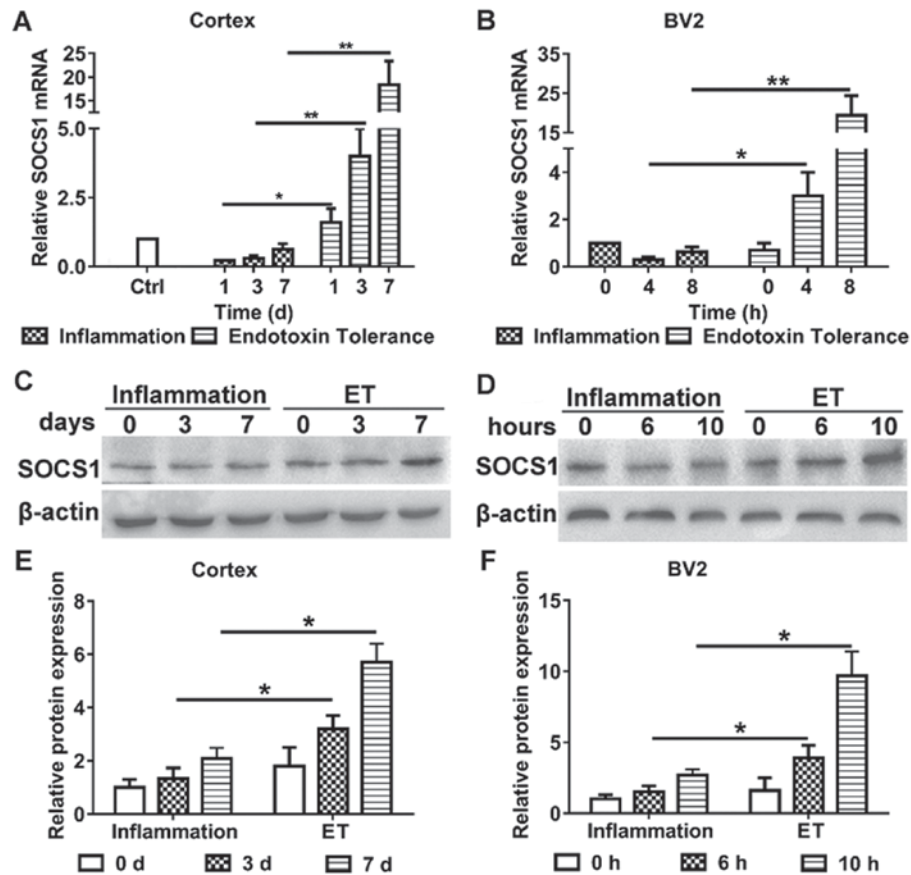 A Cortex
Relative SOCS1 mRNA
25
20
15
10
5.0
2.5
0.0
**
**
*
Ctrl 1 3 7 1 3 7
Time (d)
Inflammation Endotoxin Tolerance
B BV2
Relative SOCS1 mRNA
35
25
15
4
2
0
**
*
0 4 8 0 4 8
Time (h)
Inflammation Endotoxin Tolerance
C Inflammation ET
days 0 3 7 0 3 7
SOCS1
β-actin
D Inflammation ET
hours 0 6 10 0 6 10
SOCS1
β-actin
E Cortex
Relative protein expression
8
6
4
2
0
*
*
Inflammation ET
0 d 3 d 7 d
F BV2
Relative protein expression
15
10
5
0
*
*
Inflammation ET
0 h 6 h 10 h